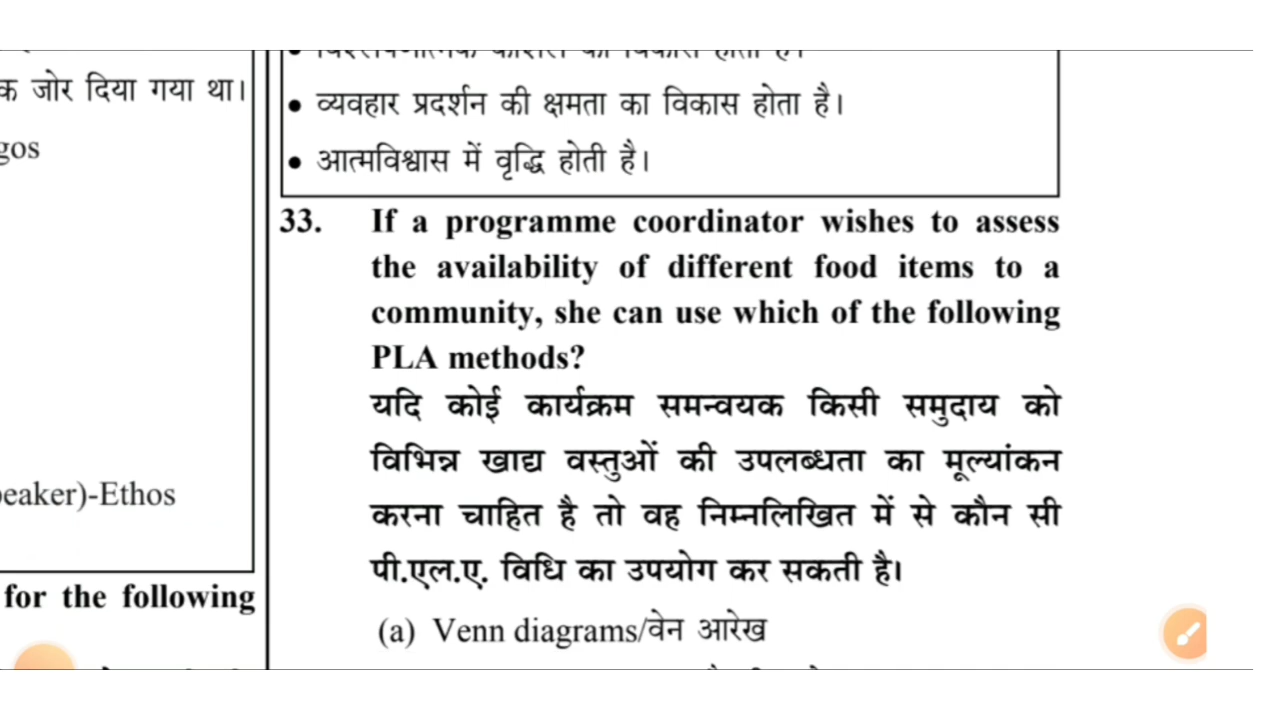 क जोर दिया गया था।
gos
peaker)-Ethos
for the following
• व्यवहार प्रदर्शन की क्षमता का विकास होता है।
• आत्मविश्वास में वृद्धि होती है।
33. If a programme coordinator wishes to assess
the availability of different food items to a
community, she can use which of the following
PLA methods?
यदि कोई कार्यक्रम समन्वयक किसी समुदाय को
विभिन्न खाद्य वस्तुओं की उपलब्धता का मूल्यांकन
करना चाहित है तो वह निम्नलिखित में से कौन सी
पी.एल.ए. विधि का उपयोग कर सकती है।
(a) Venn diagrams/वेन आरेख